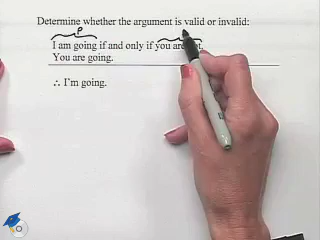 Determine whether the argument is valid or invalid:
P
I am going if and only if you are
You are going.
∴ I'm going.